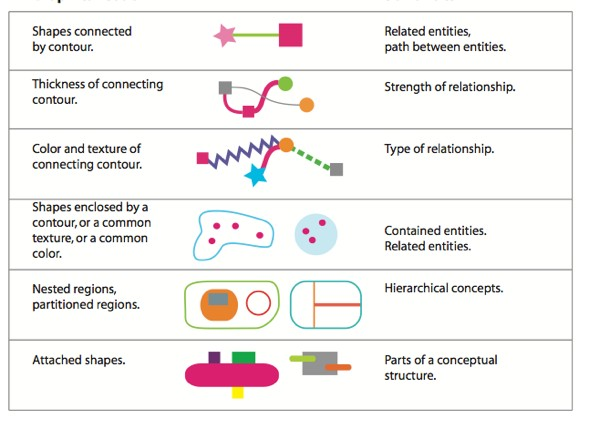 Shapes connected
by contour.
Related entities,
path between entities.
Thickness of connecting
contour.
Strength of relationship.
Color and texture of
connecting contour.
Type of relationship.
Shapes enclosed by a
contour, or a common
texture, or a common
color.
Contained entities.
Related entities.
Nested regions,
partitioned regions.
Hierarchical concepts.
Attached shapes.
Parts of a conceptual
structure.